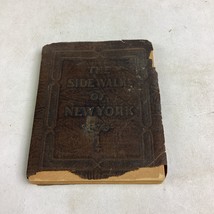 THE
SIDEWALKS
OF
NEW YORK